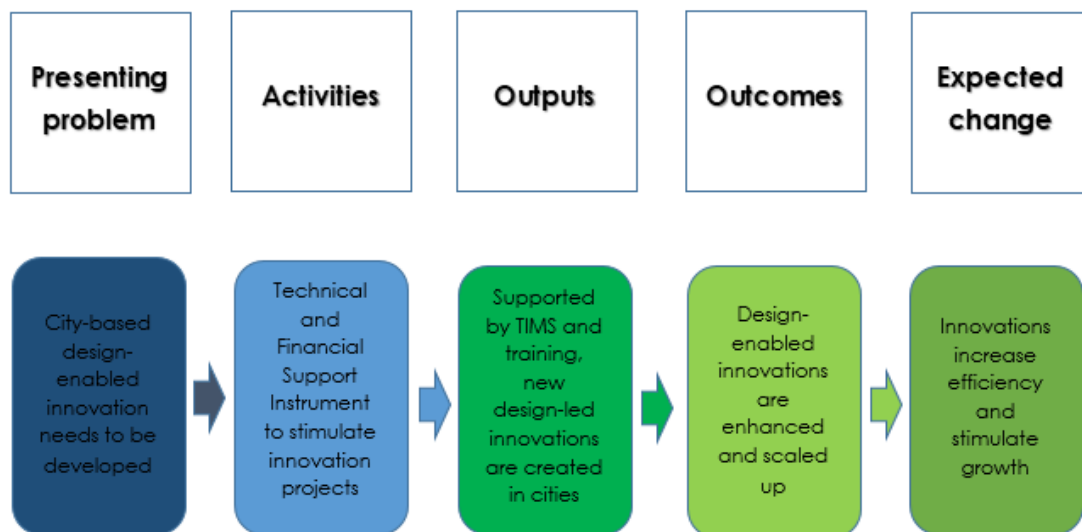 Presenting
problem
Activities
Outputs
Outcomes
Expected
change
City-based
design-
enabled
innovation
needs to be
developed
Technical
and
Financial
Support
Instrument
to stimulate
innovation
projects
Supported
by TIMS and
training,
new
design-led
innovations
are created
in cities
Design-
enabled
innovations
are
enhanced
and scaled
up
Innovations
increase
efficiency
and
stimulate
growth